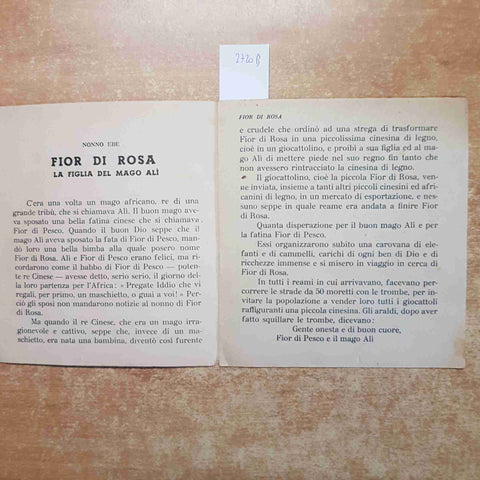 2720 B
NONNO EBE
FIOR DI ROSA
LA FIGLIA DEL MAGO ALÌ
C'era una volta un mago africano, re di una
grande tribù, che si chiamava Alì. Il buon mago ave-
va sposato una bella fatina cinese che si chiamava
Fior di Pesco. Quando il buon Dio seppe che il
mago Alì aveva sposato la fata di Fior di Pesco, man-
dò loro una bella bimba alla quale posero nome
Fior di Rosa. Alì e Fior di Pesco erano felici, ma ri-
cordarono come il babbo di Fior di Pesco — poten-
te re Cinese — avesse detto, serio serio, il giorno del-
la loro partenza per l'Africa: « Pregate Iddio che vi
regali, per primo, un maschietto, o guai a voi! » Per-
ciò gli sposi non mandarono notizie al nonno di Fior
di Rosa.
Ma quando il re Cinese, che era un mago irra-
gionevole e cattivo, seppe che, invece di un ma-
schietto, era nata una bambina, diventò così furente
FIOR DI ROSA
e crudele che ordinò ad una strega di trasformare
Fior di Rosa in una piccolissima cinesina di legno,
cioè in un giocattolino, e proibì a sua figlia ed al ma-
go Alì di mettere piede nel suo regno fin tanto che
non avessero rintracciato la cinesina di legno.
Il giocattolino, cioè la piccola Fior di Rosa, ven-
ne inviata, insieme a tanti altri piccoli cinesini ed afri-
canini di legno, in un mercato di esportazione, e nes-
suno seppe in quale reame era andata a finire Fior
di Rosa.
Quanta disperazione per il buon mago Alì e per
la fatina Fior di Pesco.
Essi organizzarono subito una carovana di ele-
fanti e di cammelli, carichi di ogni ben di Dio e di
ricchezze immense e si misero in viaggio in cerca di
Fior di Rosa.
In tutti i reami in cui arrivavano, facevano per-
correre le strade da 50 moretti con le trombe, per in-
vitare la popolazione a vender loro tutti i giocattoli
rafliguranti una piccola cinesina. Gli araldi, dopo aver
fatto squillare le trombe, dicevano:
Gente onesta e di buon cuore,
Fior di Pesco e il mago Alì